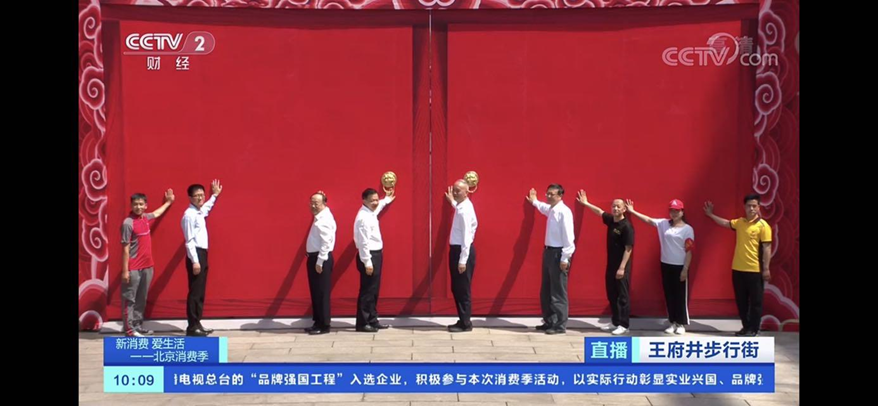 CCTV 2
财经
高清
CCTV.com
新消费 爱生活
——北京消费季
直播
王府井步行街
10:09
电视总台的“品牌强国工程”入选企业，积极参与本次消费季活动，以实际行动彰显实业兴国、品牌